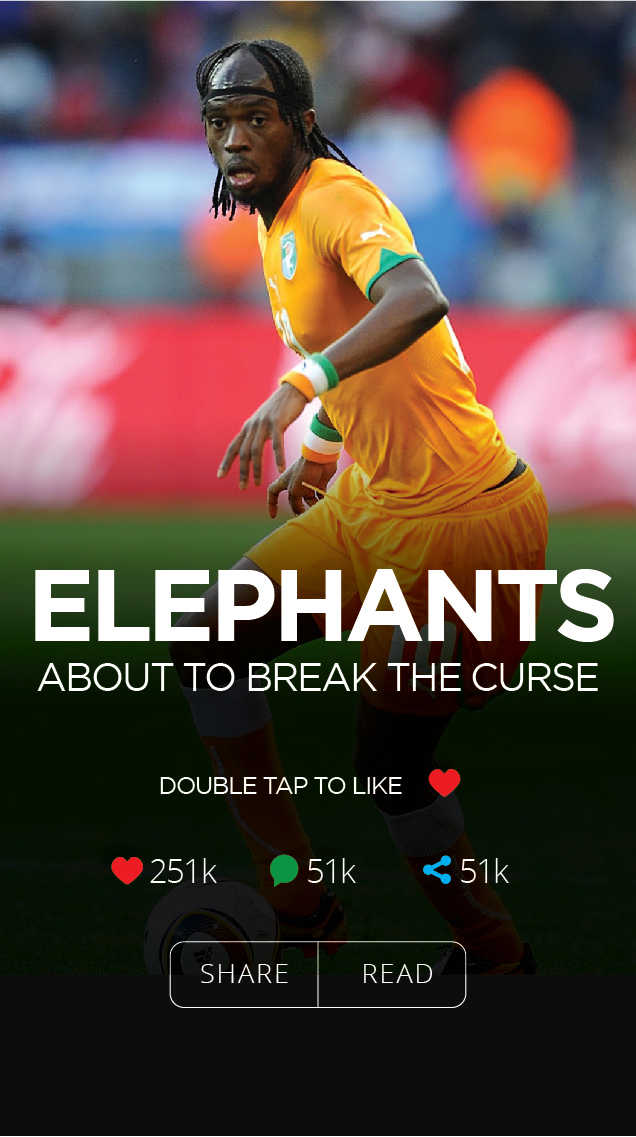 ELEPHANTS
ABOUT TO BREAK THE CURSE
DOUBLE TAP TO LIKE
251k 51k 51k
SHARE READ